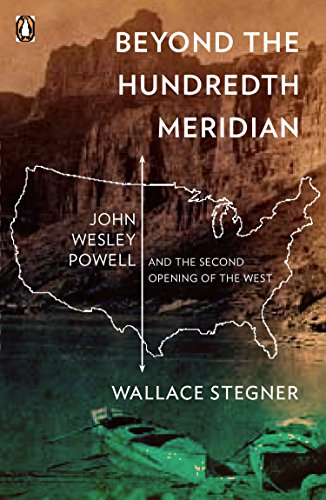 BEYOND THE
HUNDREDTH
MERIDIAN
JOHN
WESLEY
POWELL
AND THE SECOND
OPENING OF THE WEST
WALLACE STEGNER